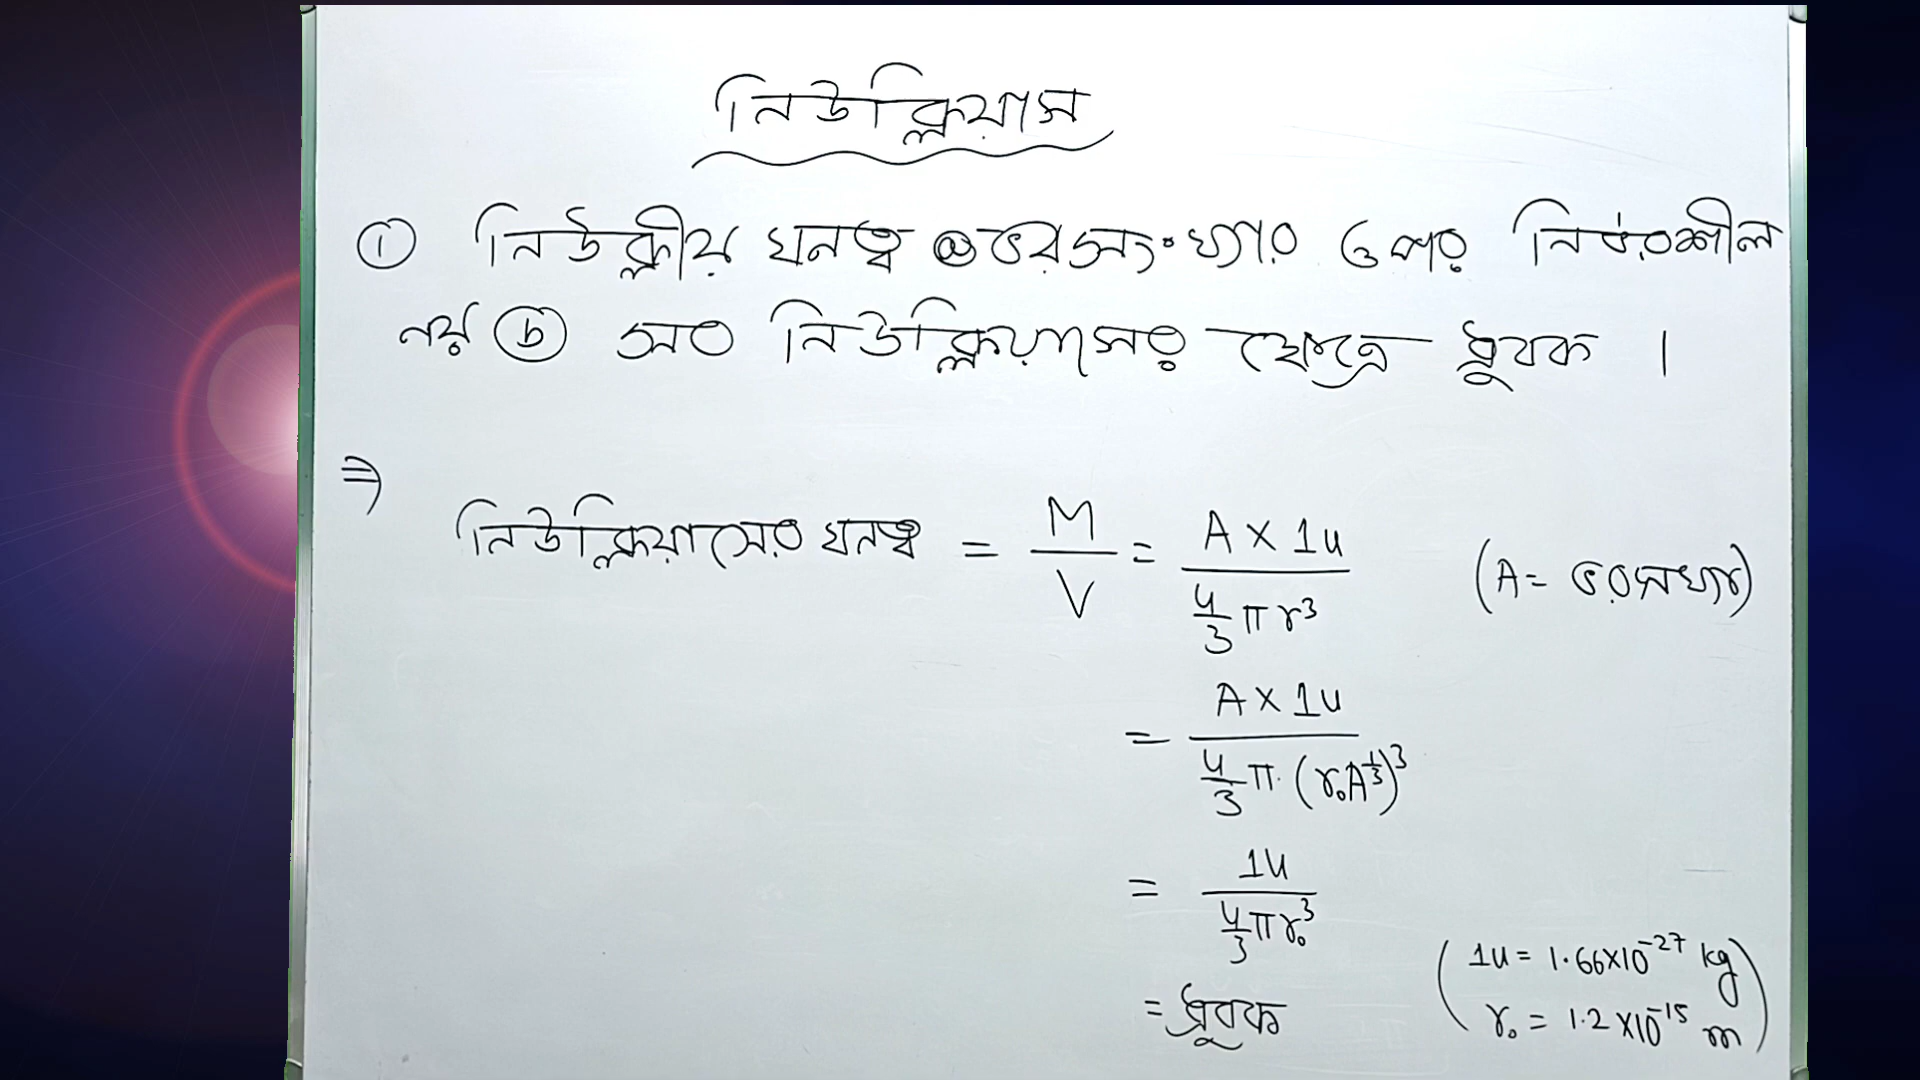 নিউক্লিয়াস
① নিউক্লীয় ঘনত্ব ⓐ ভরসংখ্যার ওপর নির্ভরশীল
নয় ⓑ সব নিউক্লিয়াসের ক্ষেত্রে ধ্রুবক ।
⇒
নিউক্লিয়াসের ঘনত্ব = M/V = (A × 1u)/(4/3 π r³) (A = ভরসংখ্যা)
= (A × 1u)/(4/3 π (r₀A^(1/3))³)
= 1u/(4/3 π r₀³)
= ধ্রুবক
(1u = 1.66×10⁻²⁷ kg
r₀ = 1.2 ×10⁻¹⁵ m)